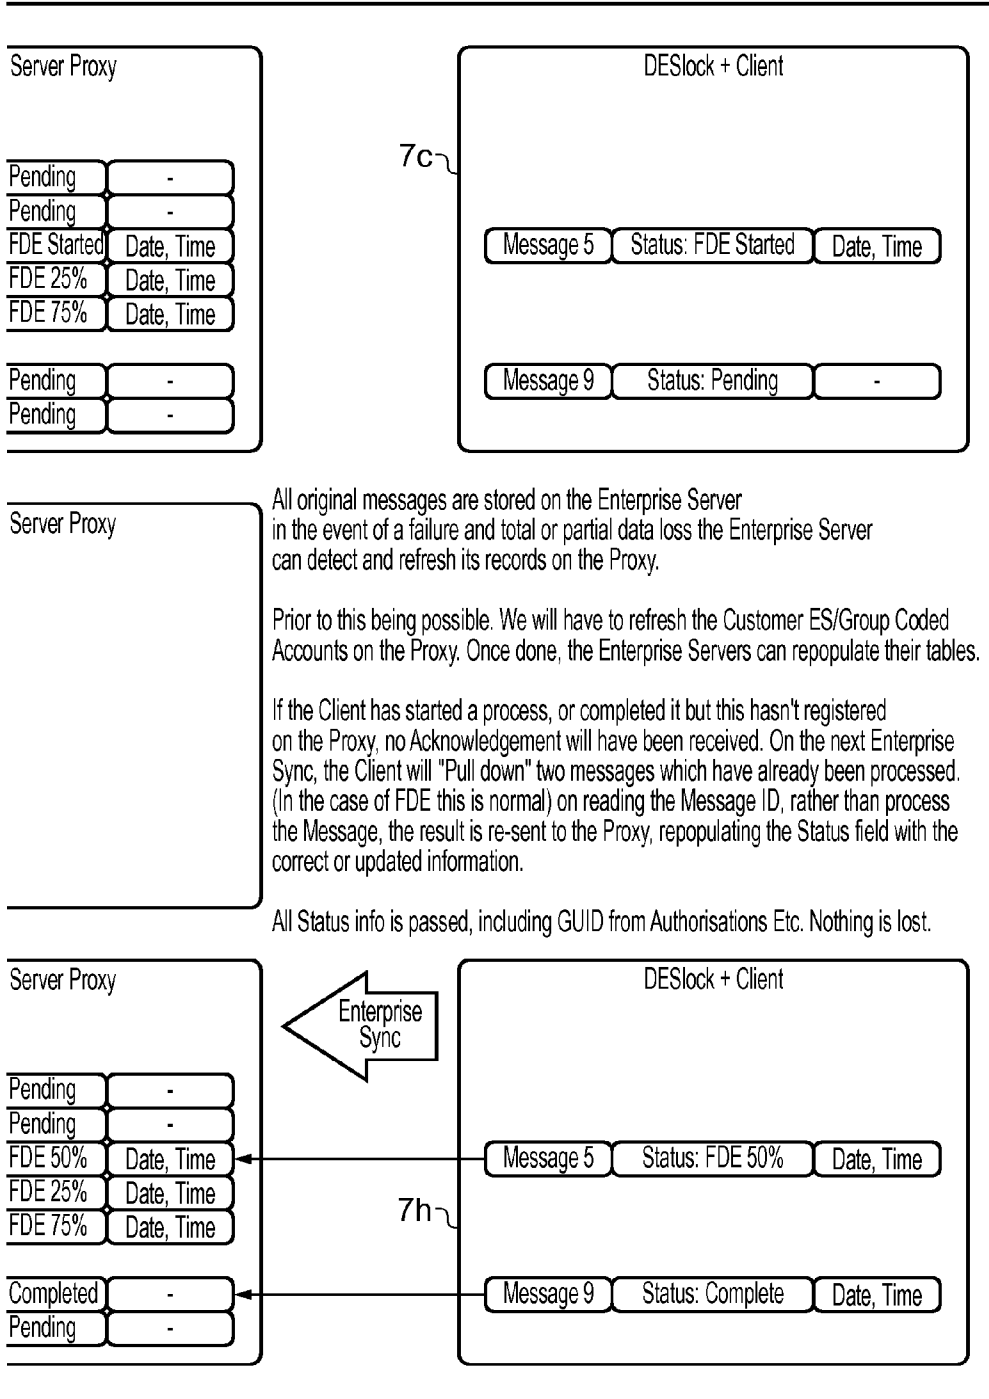 Server Proxy
Pending -
Pending -
FDE Started Date, Time
FDE 25% Date, Time
FDE 75% Date, Time
Pending -
Pending -
7c
DESlock + Client
Message 5 Status: FDE Started Date, Time
Message 9 Status: Pending -
Server Proxy
All original messages are stored on the Enterprise Server
in the event of a failure and total or partial data loss the Enterprise Server
can detect and refresh its records on the Proxy.
Prior to this being possible. We will have to refresh the Customer ES/Group Coded
Accounts on the Proxy. Once done, the Enterprise Servers can repopulate their tables.
If the Client has started a process, or completed it but this hasn't registered
on the Proxy, no Acknowledgement will have been received. On the next Enterprise
Sync, the Client will "Pull down" two messages which have already been processed.
(In the case of FDE this is normal) on reading the Message ID, rather than process
the Message, the result is re-sent to the Proxy, repopulating the Status field with the
correct or updated information.
All Status info is passed, including GUID from Authorisations Etc. Nothing is lost.
Server Proxy
Pending -
Pending -
FDE 50% Date, Time
FDE 25% Date, Time
FDE 75% Date, Time
Completed -
Pending -
Enterprise
Sync
7h
DESlock + Client
Message 5 Status: FDE 50% Date, Time
Message 9 Status: Complete Date, Time